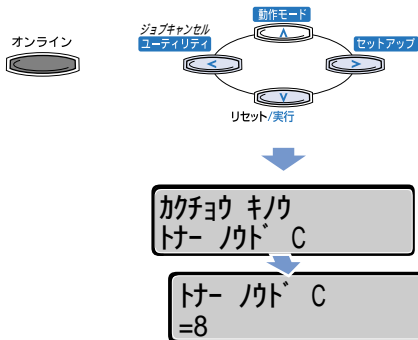 動作モード
ジョブキャンセル
オンライン
ユーティリティ
セットアップ
リセット/実行
カクチョウ キノウ
トナー ノウド C
トナー ノウド C
=8